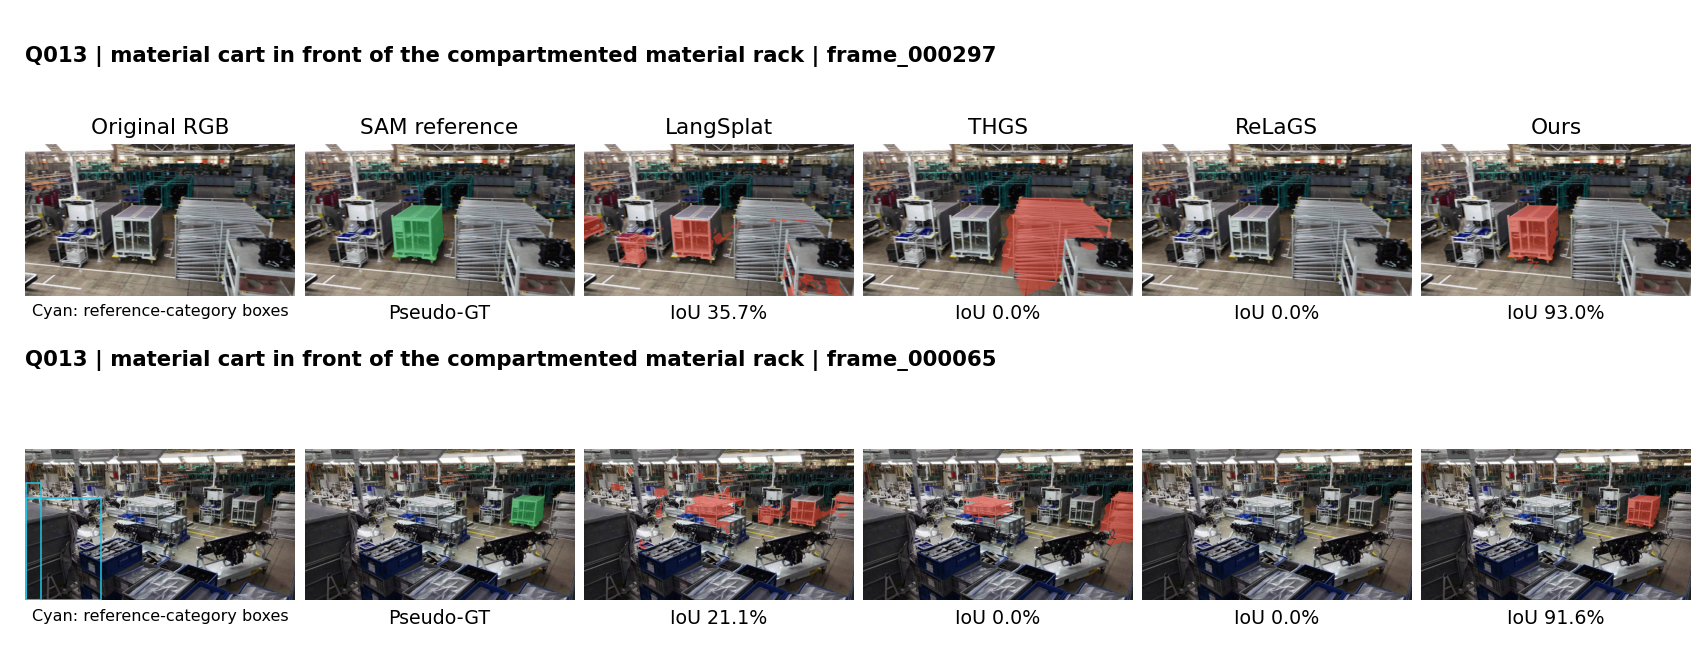 Q013 | material cart in front of the compartmented material rack | frame_000297
Original RGB SAM reference LangSplat THGS ReLaGS Ours
Cyan: reference-category boxes Pseudo-GT IoU 35.7% IoU 0.0% IoU 0.0% IoU 93.0%
Q013 | material cart in front of the compartmented material rack | frame_000065
Cyan: reference-category boxes Pseudo-GT IoU 21.1% IoU 0.0% IoU 0.0% IoU 91.6%